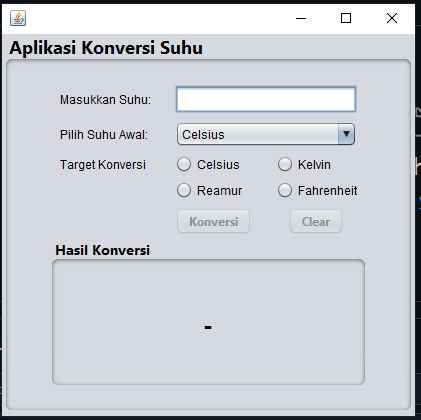 Aplikasi Konversi Suhu
Masukkan Suhu:
Pilih Suhu Awal: Celsius
Target Konversi Celsius Kelvin
Reamur Fahrenheit
Konversi Clear
Hasil Konversi
-